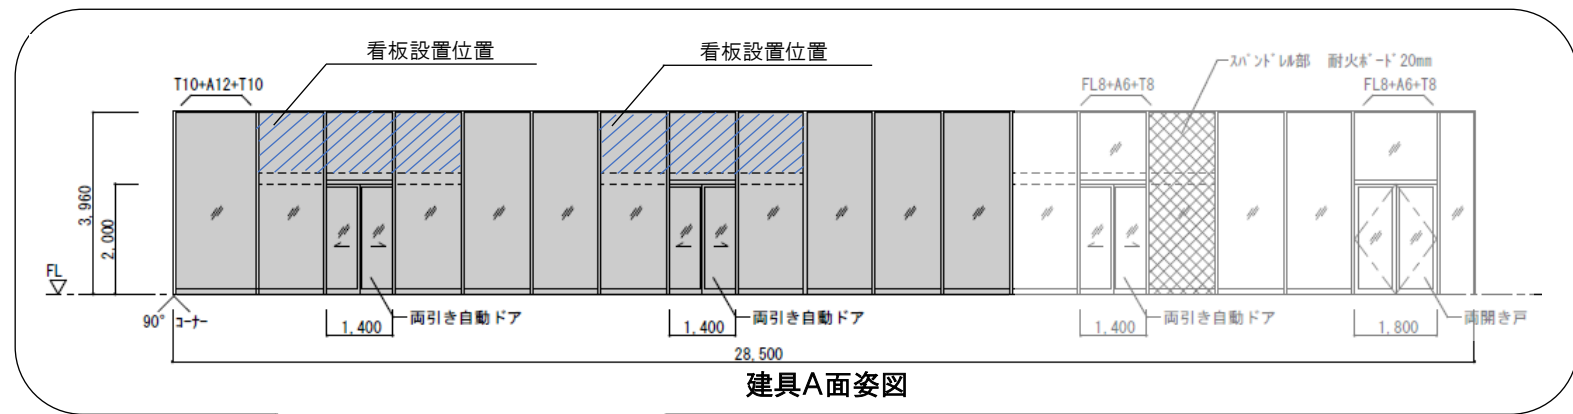 看板設置位置
看板設置位置
スパンドレル部 耐火ボード20mm
T10+A12+T10
FL8+A6+T8
FL8+A6+T8
3,960
2,000
FL
90° コーナー
1,400
両引き自動ドア
1,400
両引き自動ドア
1,400
両引き自動ドア
1,800
両開き戸
28,500
建具A面姿図